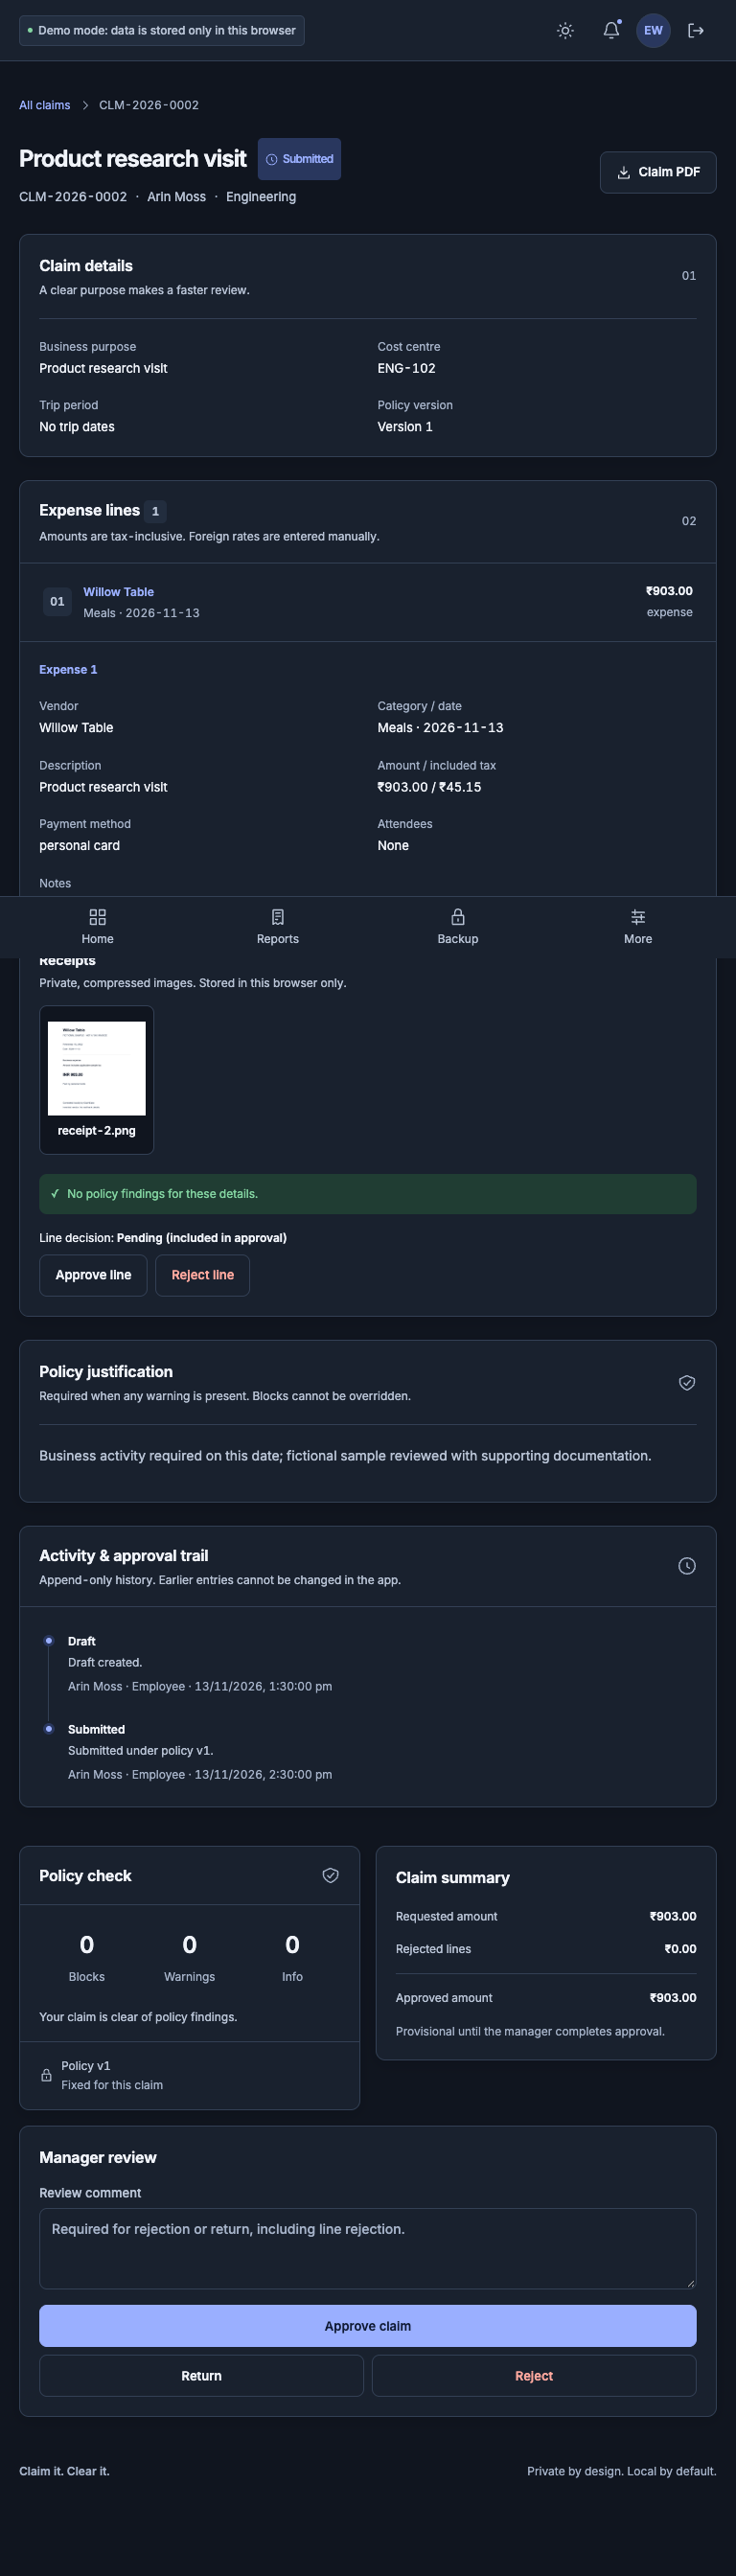 Demo mode: data is stored only in this browser
EW
All claims > CLM-2026-0002
Product research visit
Submitted
Claim PDF
CLM-2026-0002 · Arin Moss · Engineering
Claim details
01
A clear purpose makes a faster review.
Business purpose
Product research visit
Cost centre
ENG-102
Trip period
No trip dates
Policy version
Version 1
Expense lines 1
02
Amounts are tax-inclusive. Foreign rates are entered manually.
01
Willow Table
Meals · 2026-11-13
₹903.00
expense
Expense 1
Vendor
Willow Table
Category / date
Meals · 2026-11-13
Description
Product research visit
Amount / included tax
₹903.00 / ₹45.15
Payment method
personal card
Attendees
None
Notes
Home
Reports
Backup
More
Receipts
Private, compressed images. Stored in this browser only.
Willow Table
INR 903.00
receipt-2.png
✓ No policy findings for these details.
Line decision: Pending (included in approval)
Approve line
Reject line
Policy justification
Required when any warning is present. Blocks cannot be overridden.
Business activity required on this date; fictional sample reviewed with supporting documentation.
Activity & approval trail
Append-only history. Earlier entries cannot be changed in the app.
Draft
Draft created.
Arin Moss · Employee · 13/11/2026, 1:30:00 pm
Submitted
Submitted under policy v1.
Arin Moss · Employee · 13/11/2026, 2:30:00 pm
Policy check
0
Blocks
0
Warnings
0
Info
Your claim is clear of policy findings.
Policy v1
Fixed for this claim
Claim summary
Requested amount ₹903.00
Rejected lines ₹0.00
Approved amount ₹903.00
Provisional until the manager completes approval.
Manager review
Review comment
Required for rejection or return, including line rejection.
Approve claim
Return
Reject
Claim it. Clear it.
Private by design. Local by default.